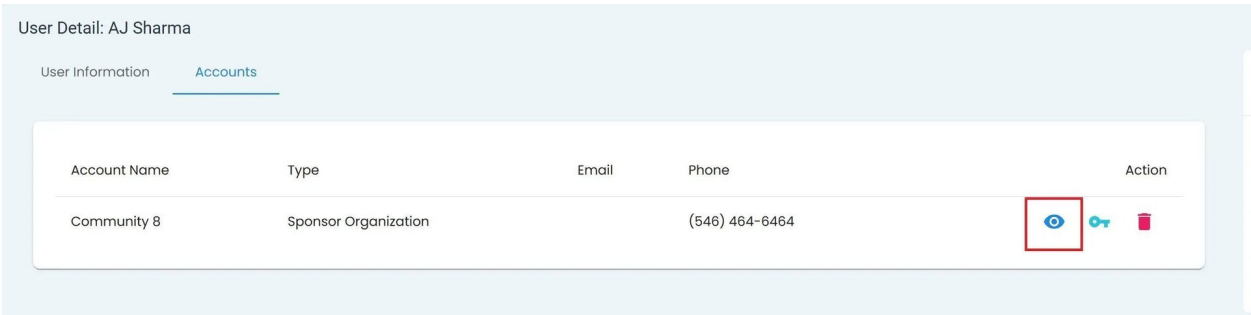 User Detail: AJ Sharma
User Information Accounts
Account Name Type Email Phone Action
Community 8 Sponsor Organization (546) 464-6464